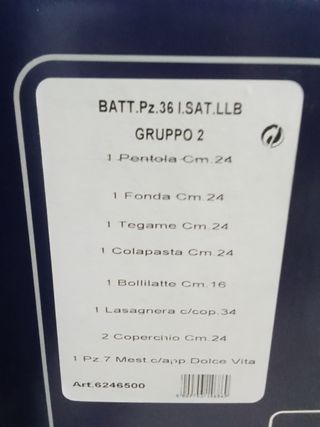 BATT.Pz.36 I.SAT.LLB
GRUPPO 2
1 Pentola Cm.24
1 Fonda Cm.24
1 Tegame Cm.24
1 Colapasta Cm.24
1 Bollilatte Cm.16
1 Lasagnera c/cop.34
2 Coperchio Cm.24
1 Pz.7 Mest.c/app.Dolce Vita
Art.6246500